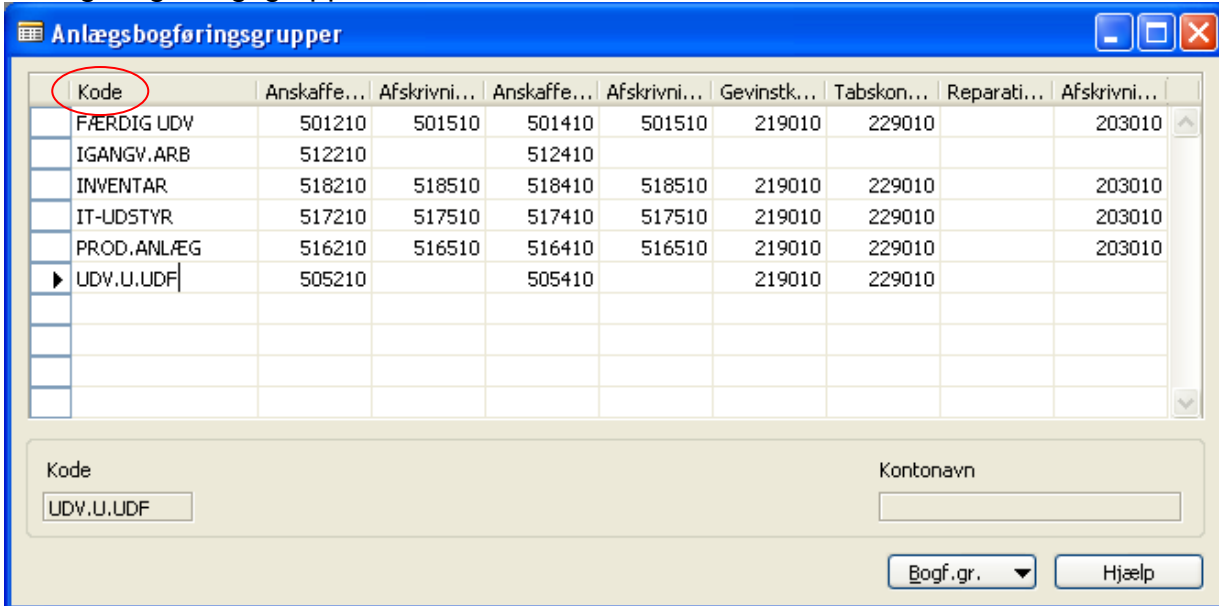 Anlægsbogføringsgrupper
Kode Anskaffe... Afskrivni... Anskaffe... Afskrivni... Gevinstk... Tabskon... Reparati... Afskrivni...
FÆRDIG UDV 501210 501510 501410 501510 219010 229010 203010
IGANGV.ARB 512210 512410
INVENTAR 518210 518510 518410 518510 219010 229010 203010
IT-UDSTYR 517210 517510 517410 517510 219010 229010 203010
PROD.ANLÆG 516210 516510 516410 516510 219010 229010 203010
UDV.U.UDF 505210 505410 219010 229010
Kode Kontonavn
UDV.U.UDF
Bogf.gr. Hjælp